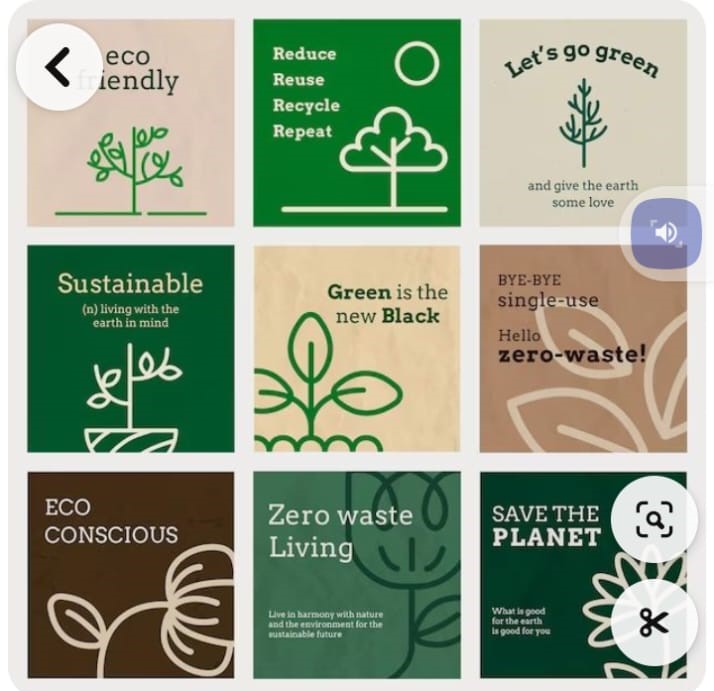 eco
friendly
Reduce
Reuse
Recycle
Repeat
Let's go green
and give the earth
some love
Sustainable
(n) living with the
earth in mind
Green is the
new Black
BYE-BYE
single-use
Hello
zero-waste!
ECO
CONSCIOUS
Zero waste
Living
Live in harmony with nature
and the environment for the
sustainable future
SAVE THE
PLANET
What is good
for the earth
is good for you